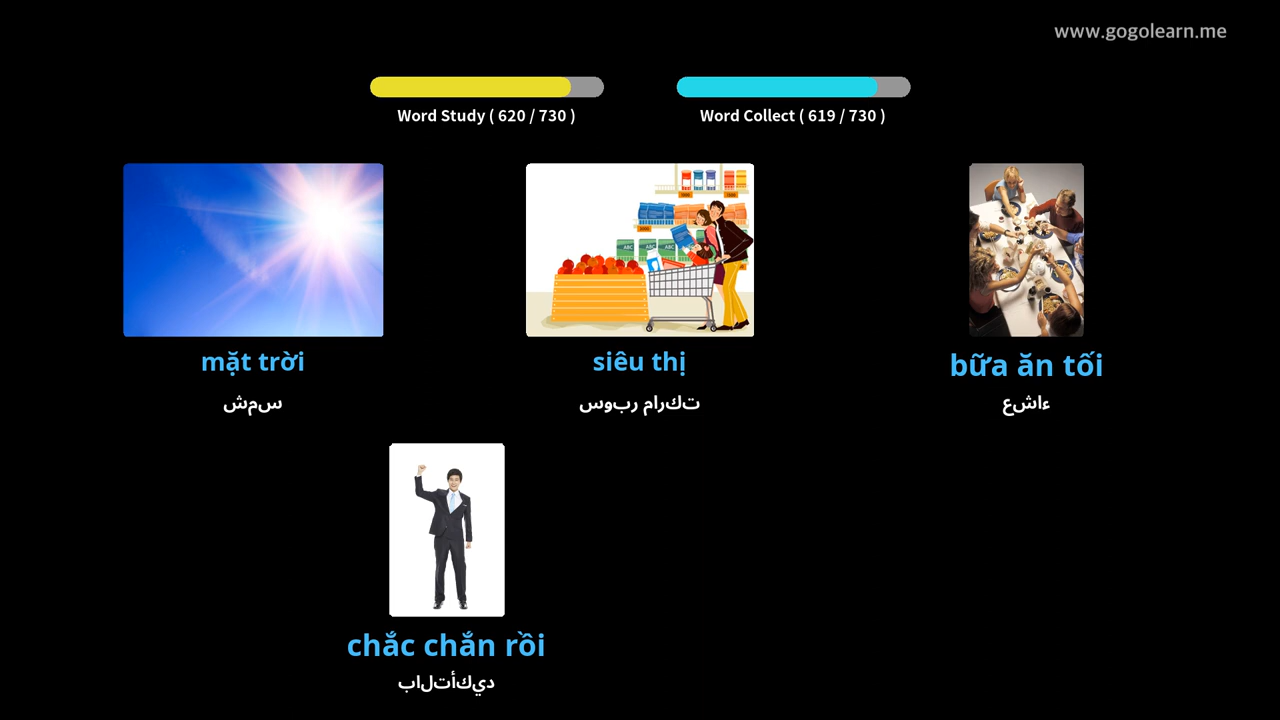 www.gogolearn.me
Word Study ( 620 / 730 )
Word Collect ( 619 / 730 )
mặt trời
siêu thị
bữa ăn tối
سمش
تكرام ربوس
ءاشع
chắc chắn rồi
ديكأتلاب